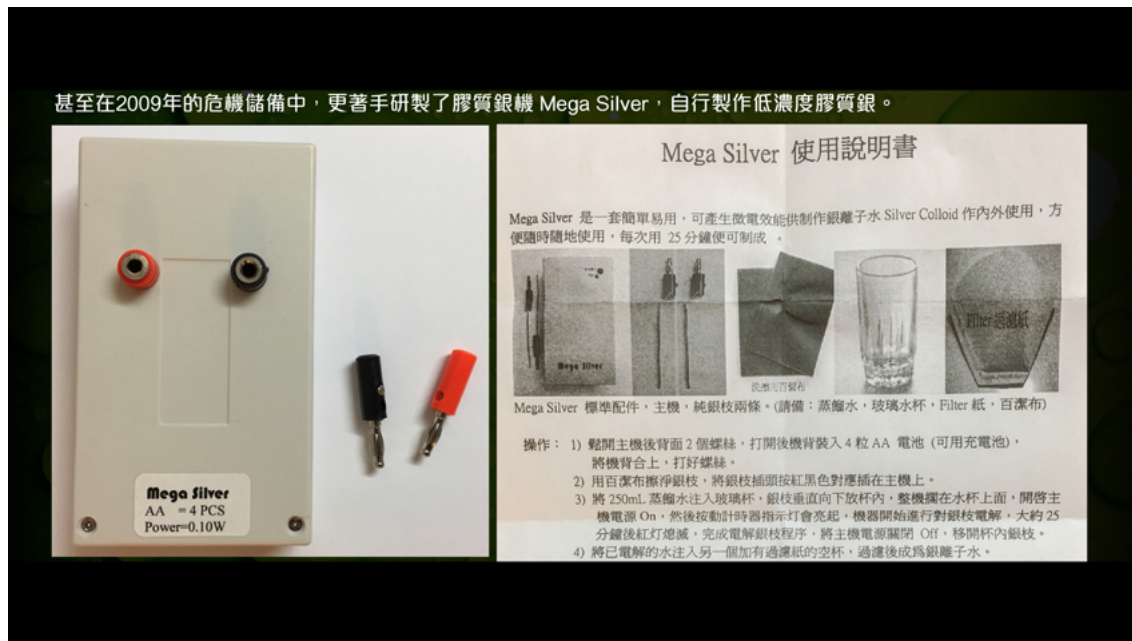 甚至在2009年的危機儲備中，更著手研製了膠質銀機 Mega Silver，自行製作低濃度膠質銀。
Mega Silver
AA = 4 PCS
Power=0.10W
Mega Silver 使用說明書
Mega Silver 是一套簡單易用，可產生微電效能供制作銀離子水 Silver Colloid 作內外使用，方
便隨時隨地使用，每次用 25 分鐘便可制成 。
Mega Silver
洗擦用百潔布
Filter 過濾紙
Mega Silver 標準配件，主機，純銀枝兩條。(請備：蒸餾水，玻璃水杯，Filter 紙，百潔布)
操作： 1) 鬆開主機後背面 2 個螺絲，打開後機背裝入 4 粒 AA 電池 (可用充電池)，
將機背合上，打好螺絲。
2) 用百潔布擦淨銀枝，將銀枝插頭按紅黑色對應插在主機上。
3) 將 250mL 蒸餾水注入玻璃杯，銀枝垂直向下放杯內，整機擱在水杯上面，開啓主
機電源 On，然後按動計時器指示灯會亮起，機器開始進行對銀枝電解，大約 25
分鐘後紅灯熄滅，完成電解銀枝程序，將主機電源關閉 Off，移開杯內銀枝。
4) 將已電解的水注入另一個加有過濾紙的空杯，過濾後成爲銀離子水。